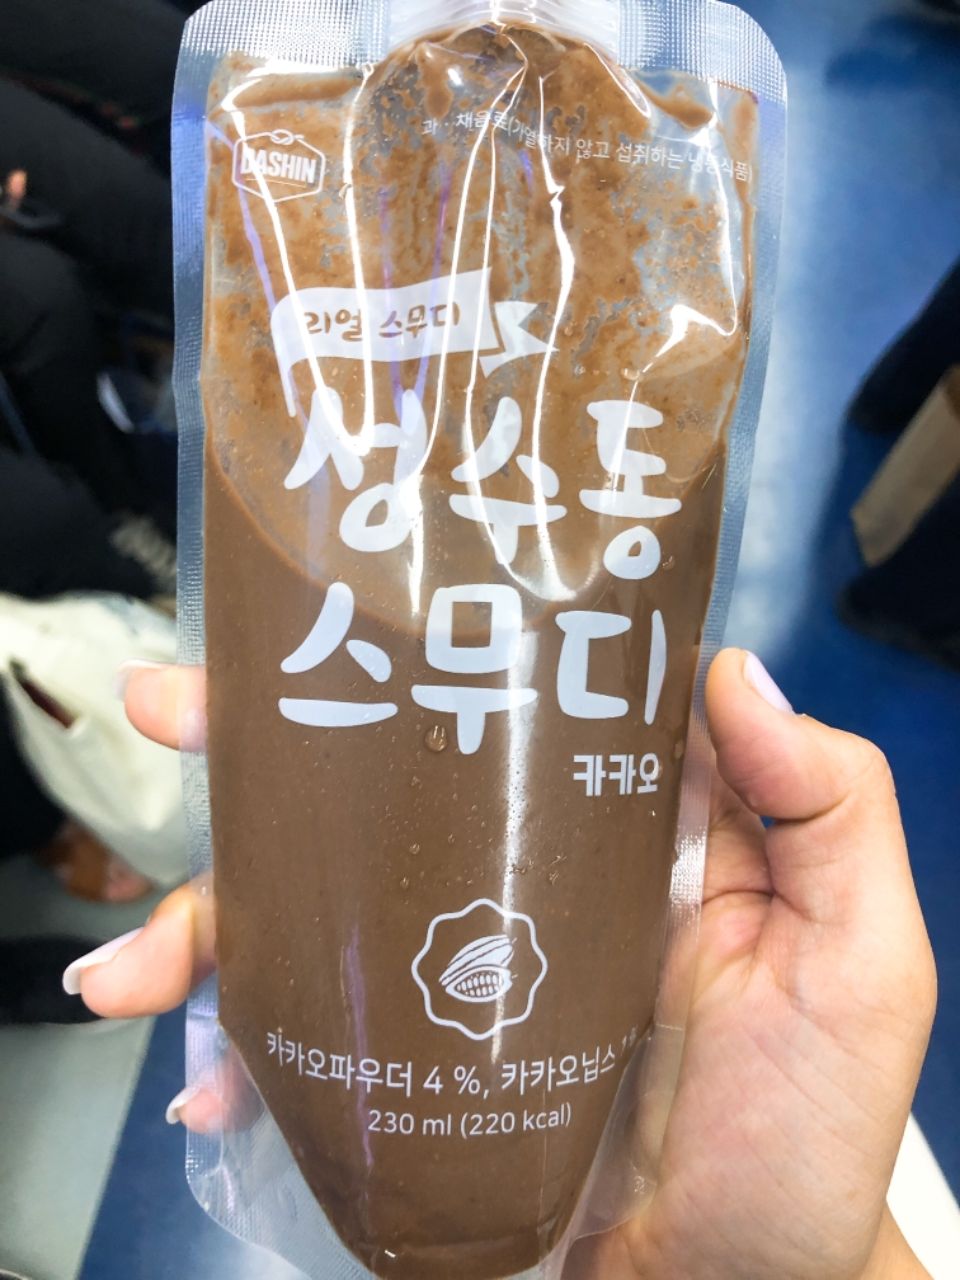 DASHIN
과·채음료(가열하지 않고 섭취하는 냉동식품)
리얼 스무디
성수동
스무디
카카오
카카오파우더 4 %, 카카오닙스
230 ml (220 kcal)